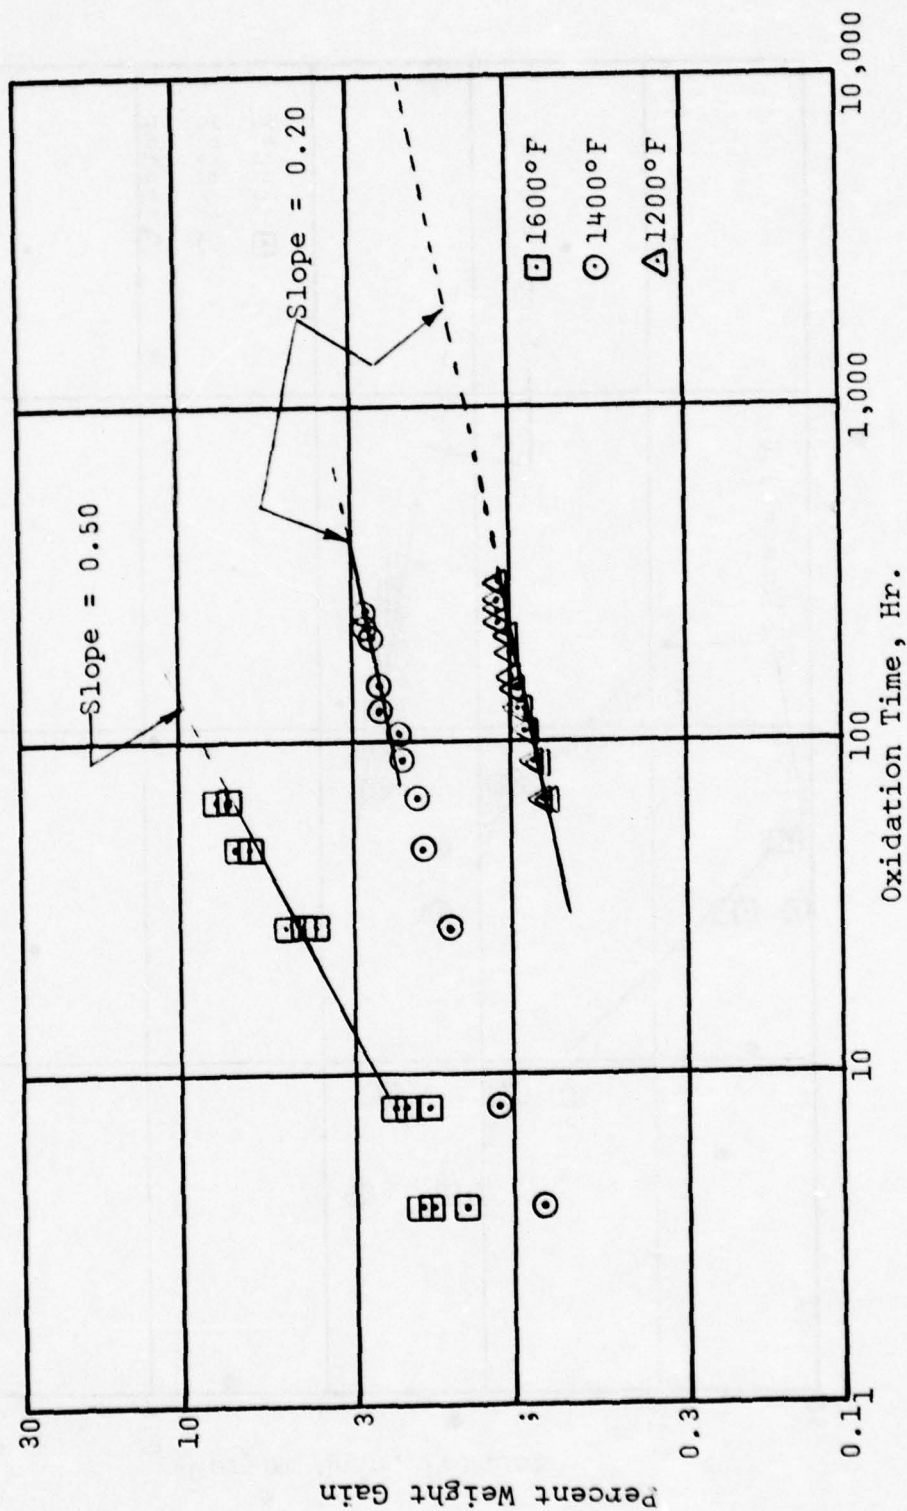 Slope = 0.50
Slope = 0.20
30
10
3
0.3
0.1
Percent Weight Gain
1600°F
1400°F
1200°F
1
10
100
1,000
10,000
Oxidation Time, Hr.